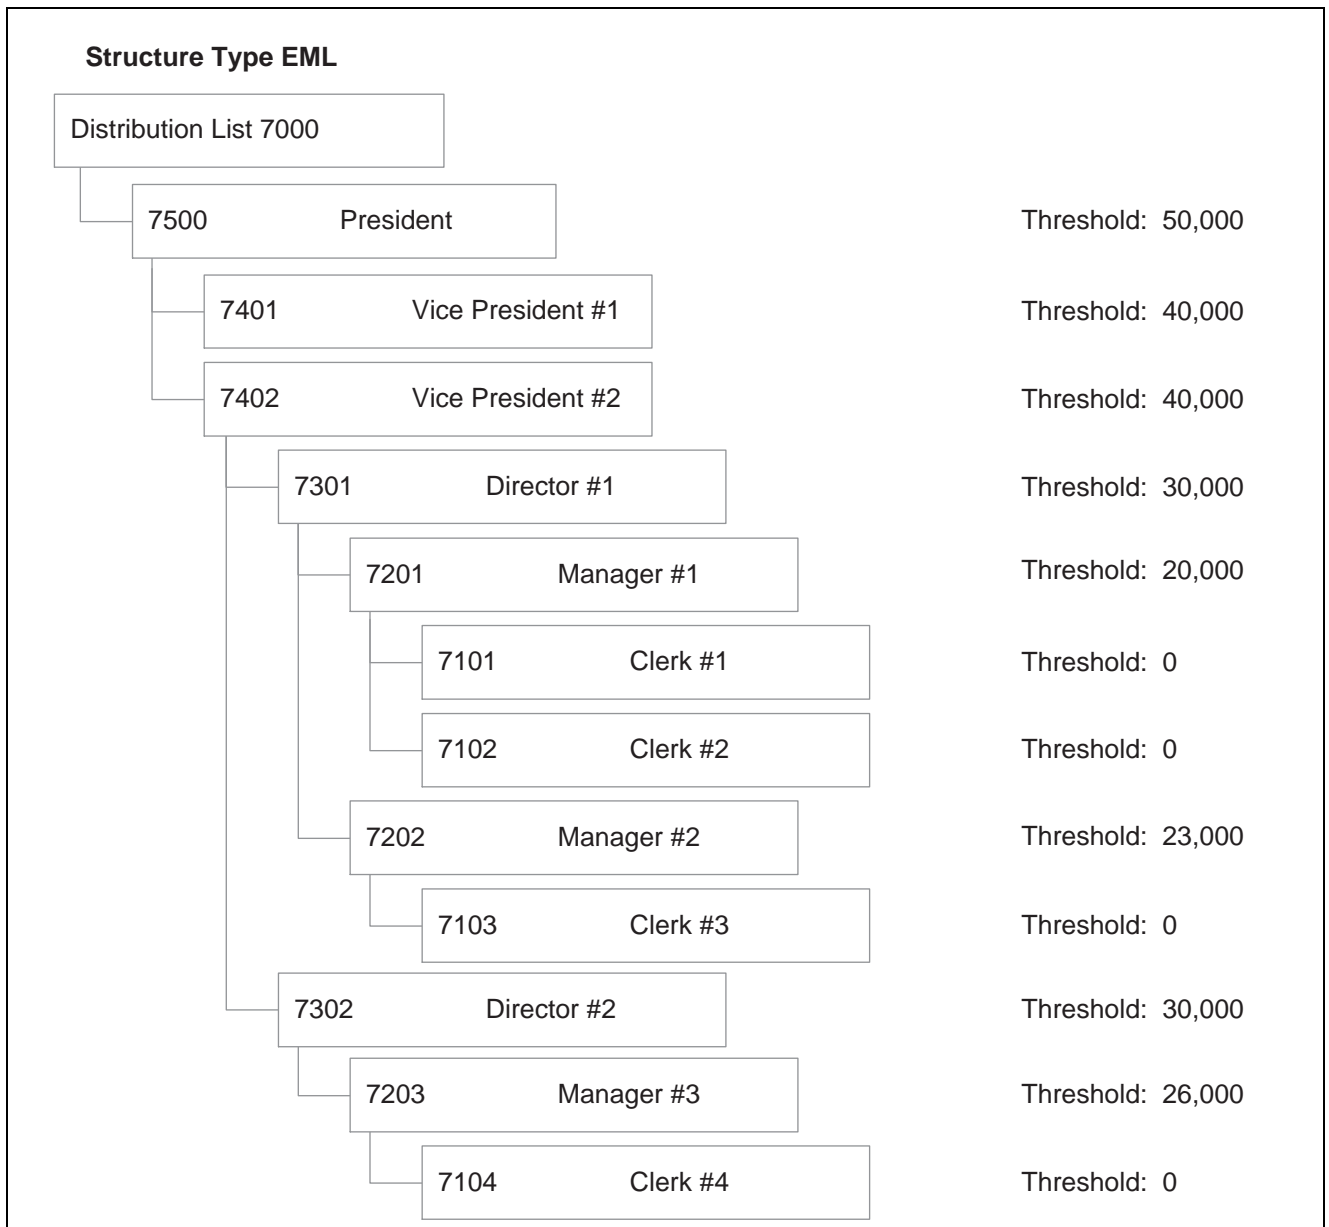 Structure Type EML
Distribution List 7000
7500 President Threshold: 50,000
7401 Vice President #1 Threshold: 40,000
7402 Vice President #2 Threshold: 40,000
7301 Director #1 Threshold: 30,000
7201 Manager #1 Threshold: 20,000
7101 Clerk #1 Threshold: 0
7102 Clerk #2 Threshold: 0
7202 Manager #2 Threshold: 23,000
7103 Clerk #3 Threshold: 0
7302 Director #2 Threshold: 30,000
7203 Manager #3 Threshold: 26,000
7104 Clerk #4 Threshold: 0